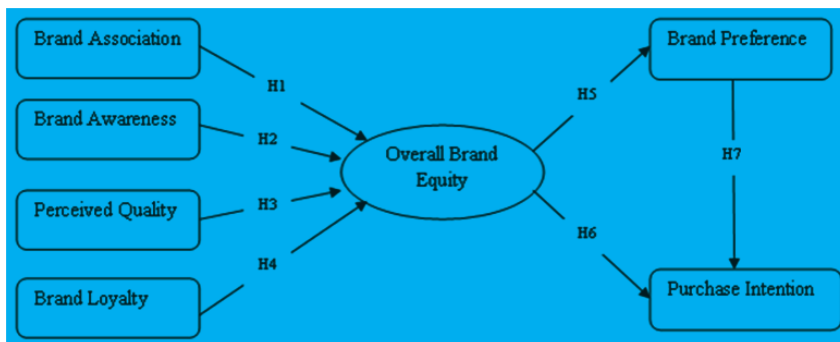 Brand Association
Brand Preference
H1
H5
Brand Awareness
H2
Overall Brand
Equity
H7
Perceived Quality
H3
H6
H4
Brand Loyalty
Purchase Intention